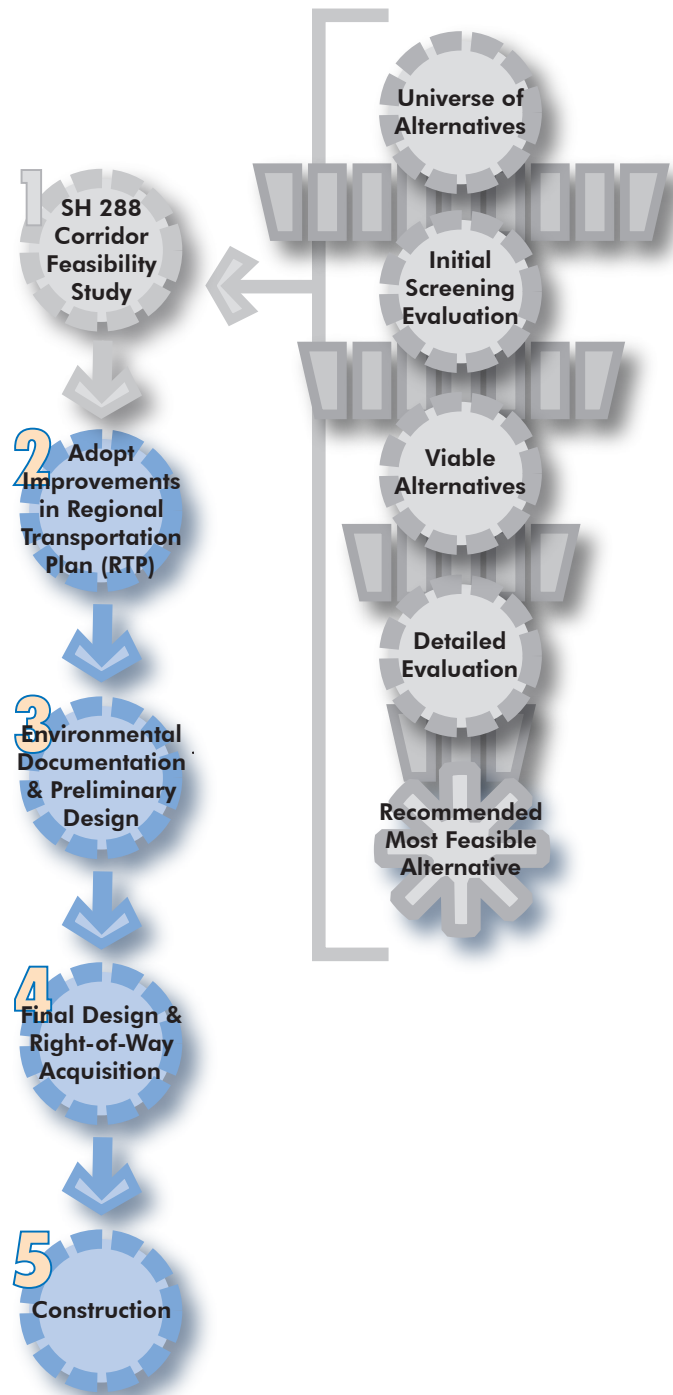 1
SH 288
Corridor
Feasibility
Study
2
Adopt
Improvements
in Regional
Transportation
Plan (RTP)
3
Environmental
Documentation
& Preliminary
Design
4
Final Design &
Right-of-Way
Acquisition
5
Construction
Universe of
Alternatives
Initial
Screening
Evaluation
Viable
Alternatives
Detailed
Evaluation
Recommended
Most Feasible
Alternative